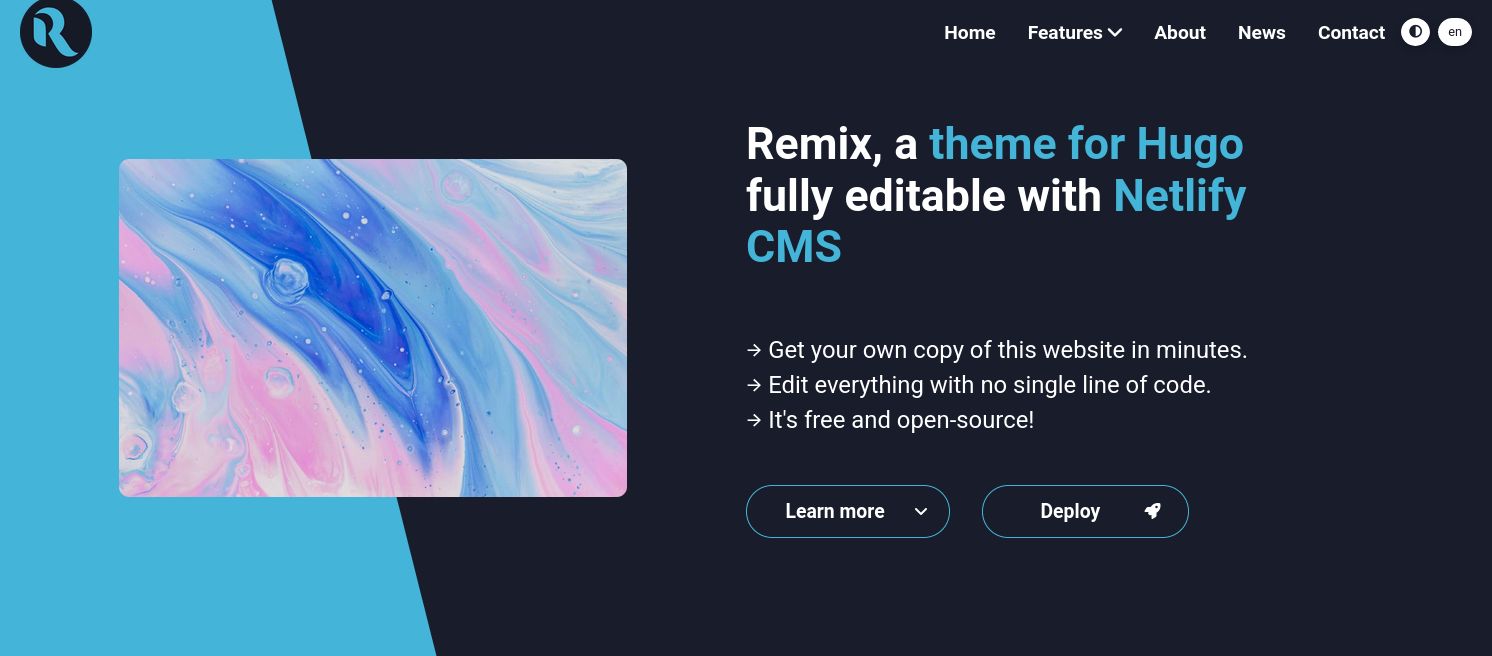 R
Home Features About News Contact en
Remix, a theme for Hugo
fully editable with Netlify
CMS
→ Get your own copy of this website in minutes.
→ Edit everything with no single line of code.
→ It's free and open-source!
Learn more Deploy